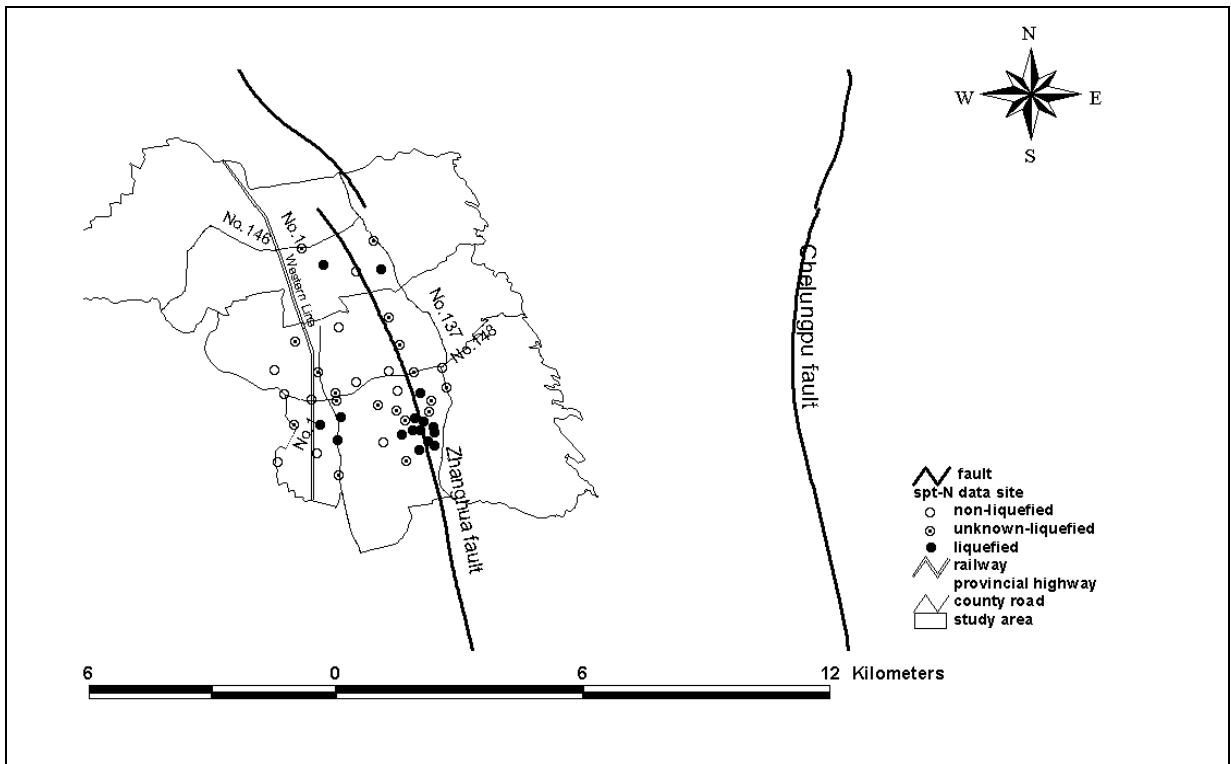 N
W E
S
No. 146
No.1
Western Line
No.137
No.148
No.1
Zhanghua fault
Chelungpu fault
fault
spt-N data site
non-liquefied
unknown-liquefied
liquefied
railway
provincial highway
county road
study area
6 0 6 12 Kilometers